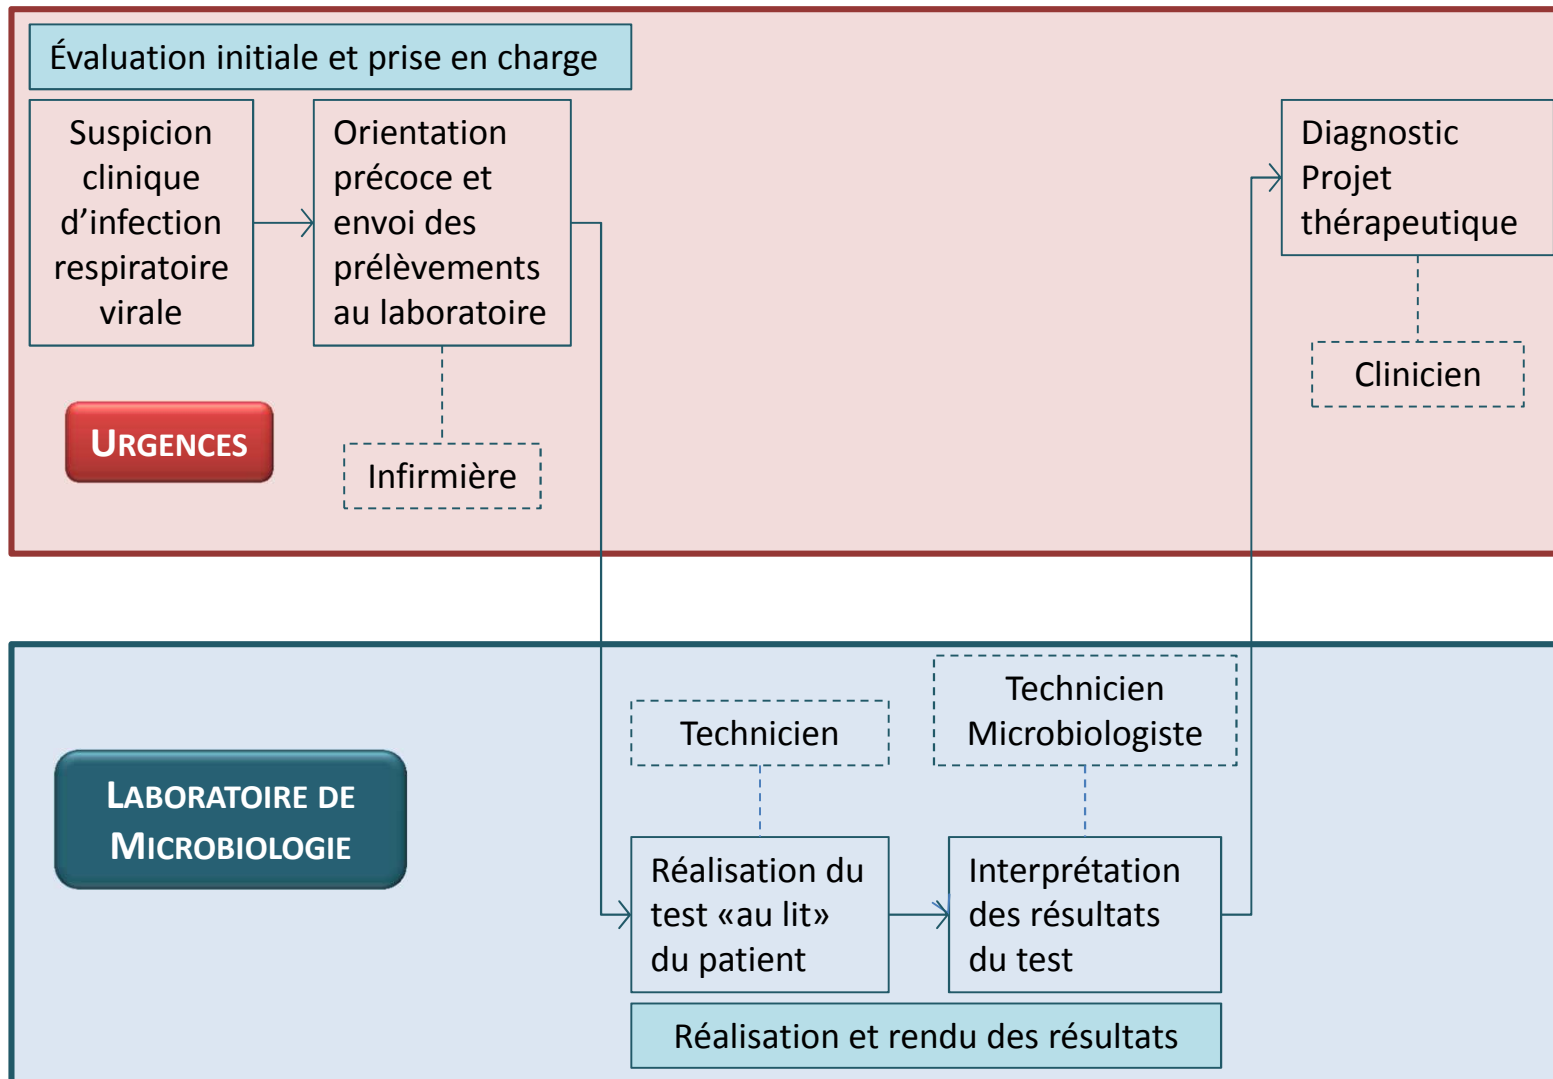 Évaluation initiale et prise en charge
Suspicion
clinique
d’infection
respiratoire
virale
Orientation
précoce et
envoi des
prélèvements
au laboratoire
Diagnostic
Projet
thérapeutique
Clinicien
URGENCES
Infirmière
Technicien
Technicien
Microbiologiste
LABORATOIRE DE
MICROBIOLOGIE
Réalisation du
test «au lit»
du patient
Interprétation
des résultats
du test
Réalisation et rendu des résultats